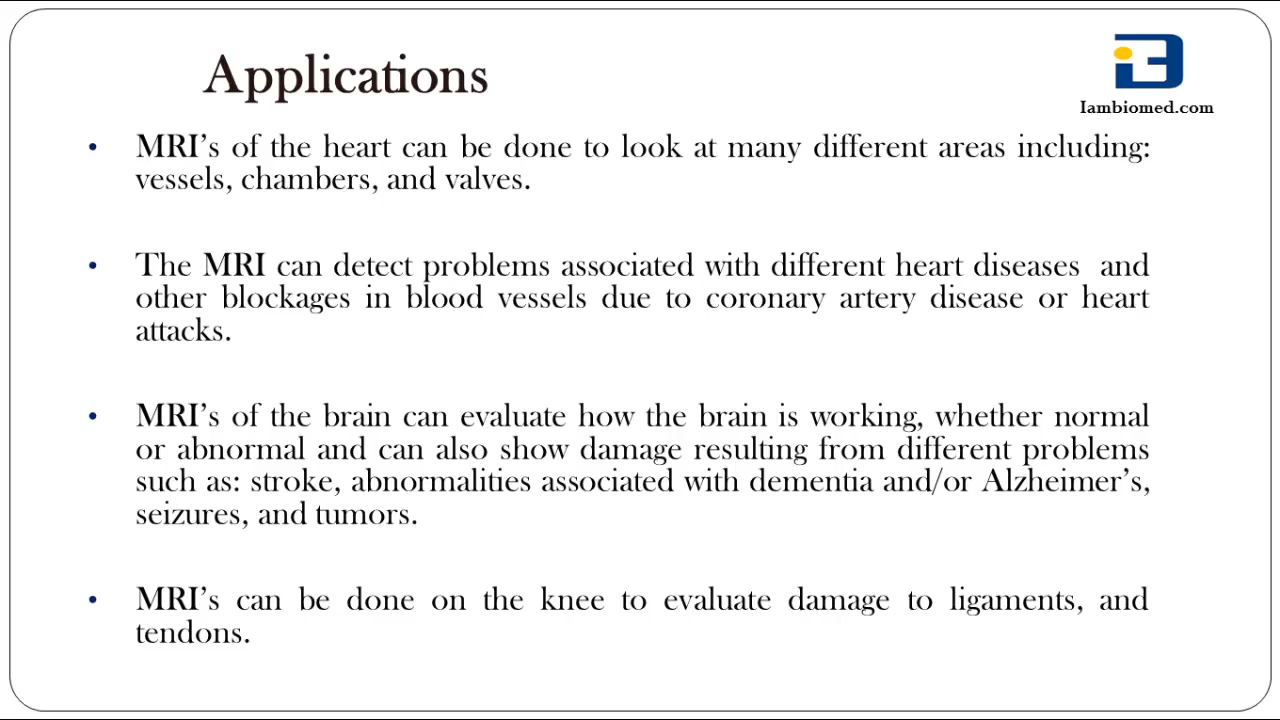 Applications
Iambiomed.com
• MRI’s of the heart can be done to look at many different areas including:
vessels, chambers, and valves.
• The MRI can detect problems associated with different heart diseases and
other blockages in blood vessels due to coronary artery disease or heart
attacks.
• MRI’s of the brain can evaluate how the brain is working, whether normal
or abnormal and can also show damage resulting from different problems
such as: stroke, abnormalities associated with dementia and/or Alzheimer’s,
seizures, and tumors.
• MRI’s can be done on the knee to evaluate damage to ligaments, and
tendons.